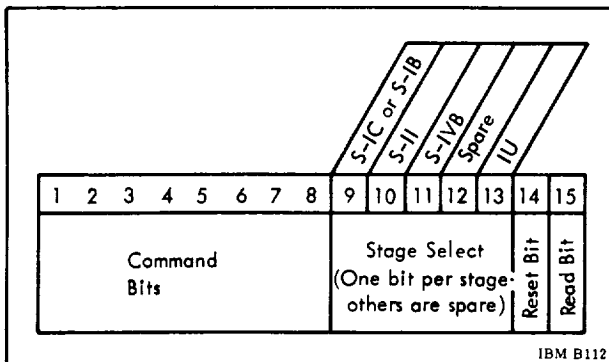 S-IC or S-IB
S-II
S-IVB
Spare
IU
1 2 3 4 5 6 7 8 9 10 11 12 13 14 15
Command
Bits
Stage Select
(One bit per stage-
others are spare)
Reset Bit
Read Bit
IBM B112